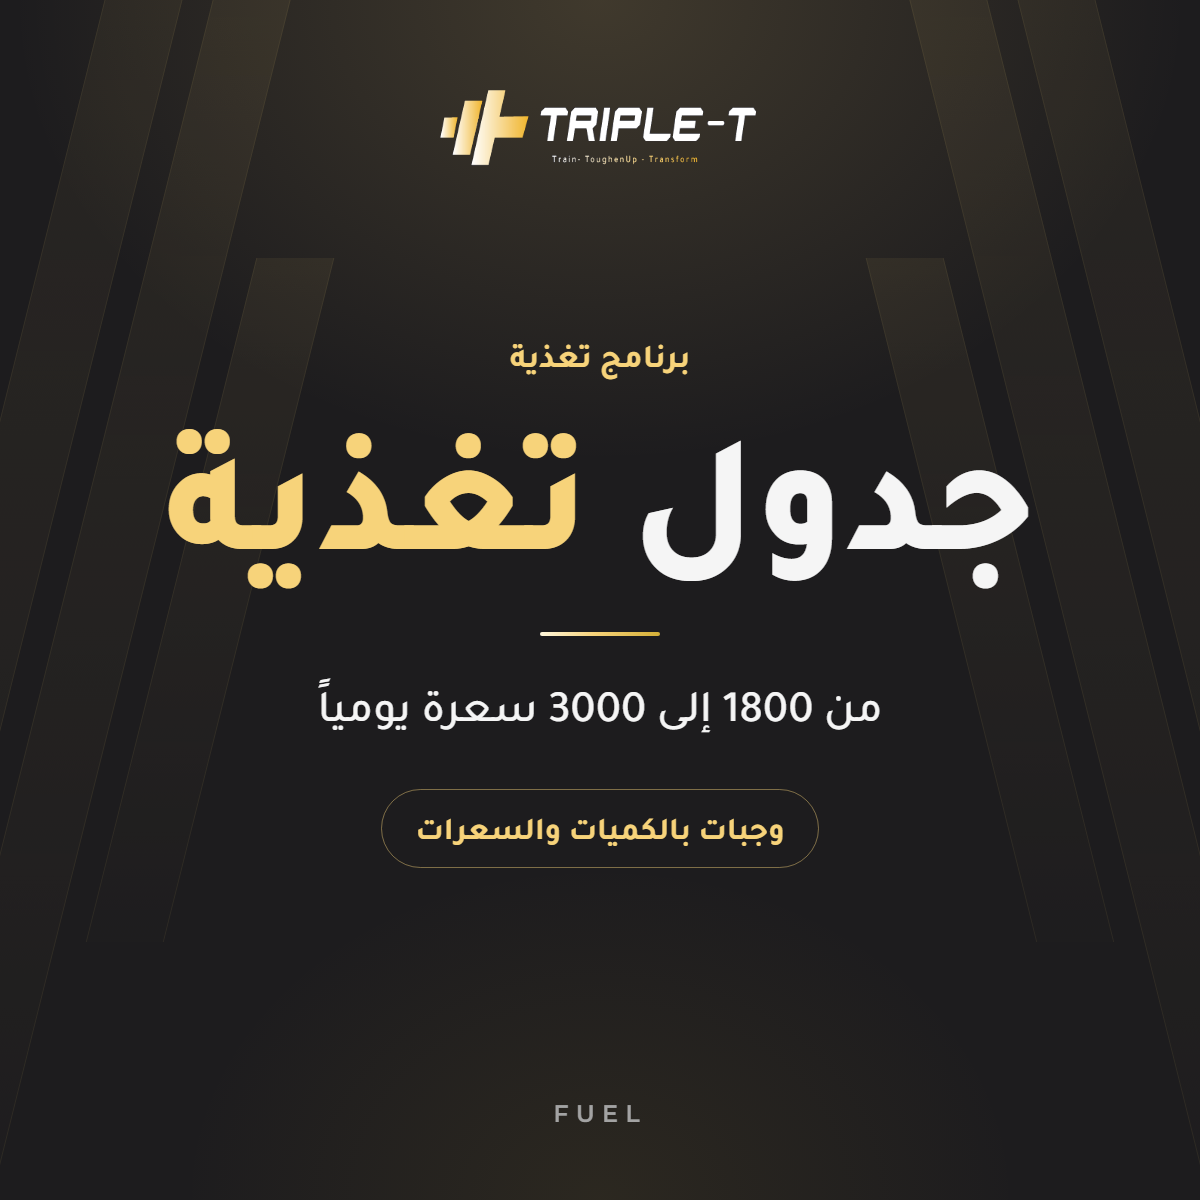 TRIPLE-T
Train- ToughenUp - Transform
برنامج تغذية
جدول تغذية
من 1800 إلى 3000 سعرة يومياً
وجبات بالكميات والسعرات
FUEL